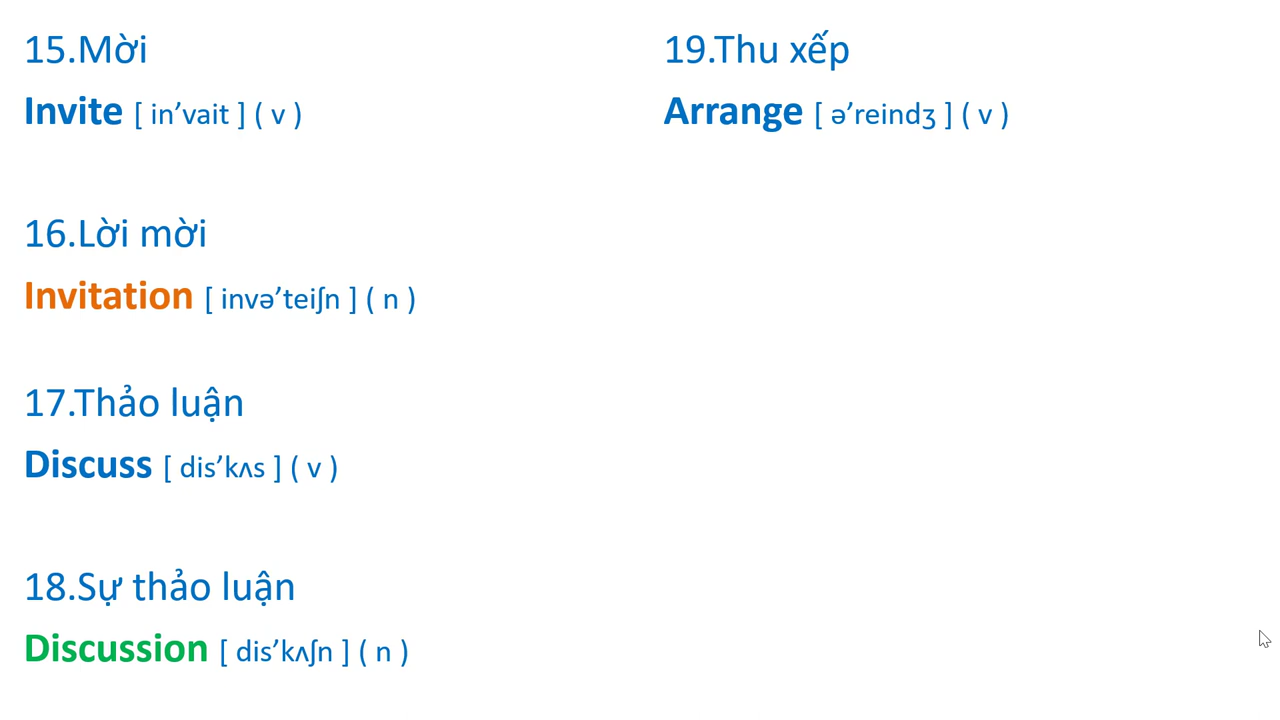 15.Mời
Invite [ in’vait ] ( v )
16.Lời mời
Invitation [ invə’teiʃn ] ( n )
17.Thảo luận
Discuss [ dis’kʌs ] ( v )
18.Sự thảo luận
Discussion [ dis’kʌʃn ] ( n )
19.Thu xếp
Arrange [ ə’reindʒ ] ( v )